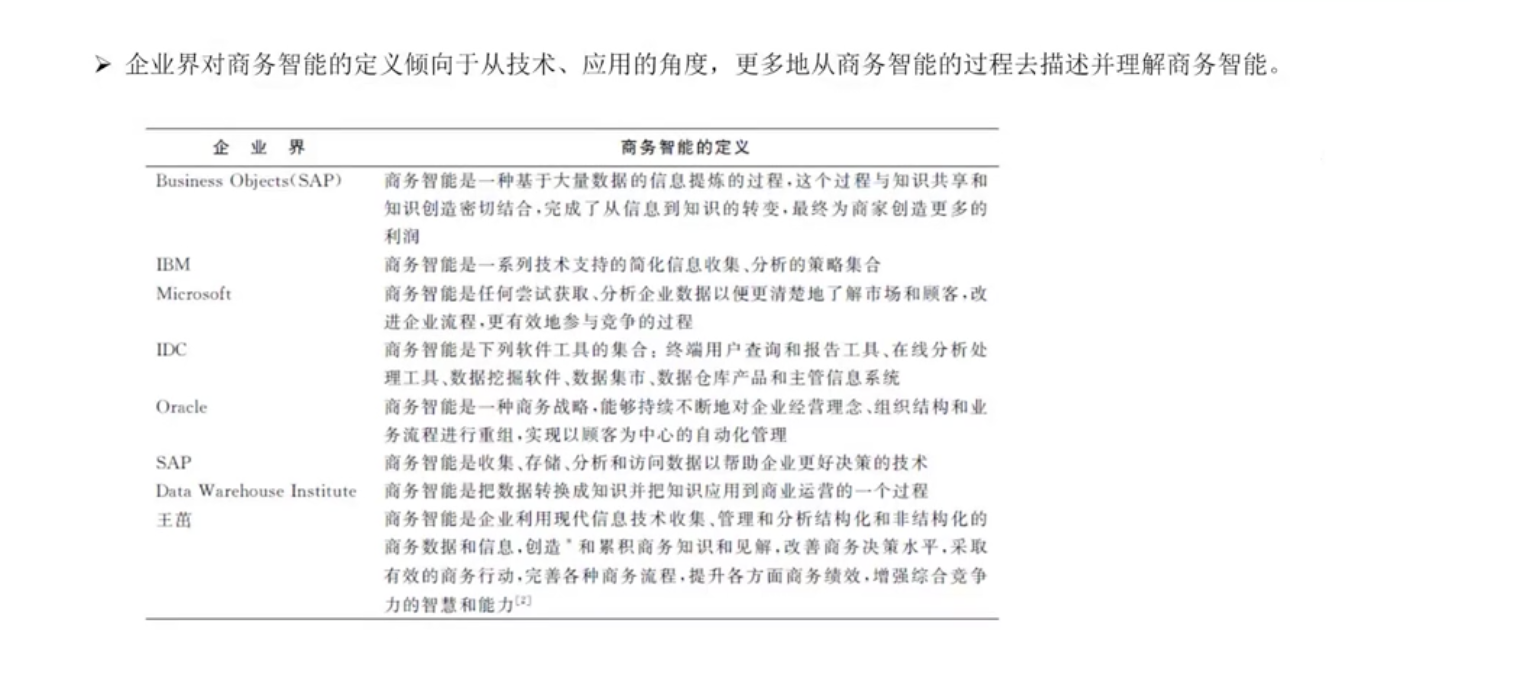 ➢ 企业界对商务智能的定义倾向于从技术、应用的角度，更多地从商务智能的过程去描述并理解商务智能。
企 业 界 商务智能的定义
Business Objects(SAP) 商务智能是一种基于大量数据的信息提炼的过程,这个过程与知识共享和
知识创造密切结合,完成了从信息到知识的转变,最终为商家创造更多的
利润
IBM 商务智能是一系列技术支持的简化信息收集、分析的策略集合
Microsoft 商务智能是任何尝试获取、分析企业数据以便更清楚地了解市场和顾客,改
进企业流程,更有效地参与竞争的过程
IDC 商务智能是下列软件工具的集合：终端用户查询和报告工具、在线分析处
理工具、数据挖掘软件、数据集市、数据仓库产品和主管信息系统
Oracle 商务智能是一种商务战略,能够持续不断地对企业经营理念、组织结构和业
务流程进行重组,实现以顾客为中心的自动化管理
SAP 商务智能是收集、存储、分析和访问数据以帮助企业更好决策的技术
Data Warehouse Institute 商务智能是把数据转换成知识并把知识应用到商业运营的一个过程
王茁 商务智能是企业利用现代信息技术收集、管理和分析结构化和非结构化的
商务数据和信息,创造*和累积商务知识和见解,改善商务决策水平,采取
有效的商务行动,完善各种商务流程,提升各方面商务绩效,增强综合竞争
力的智慧和能力[2]